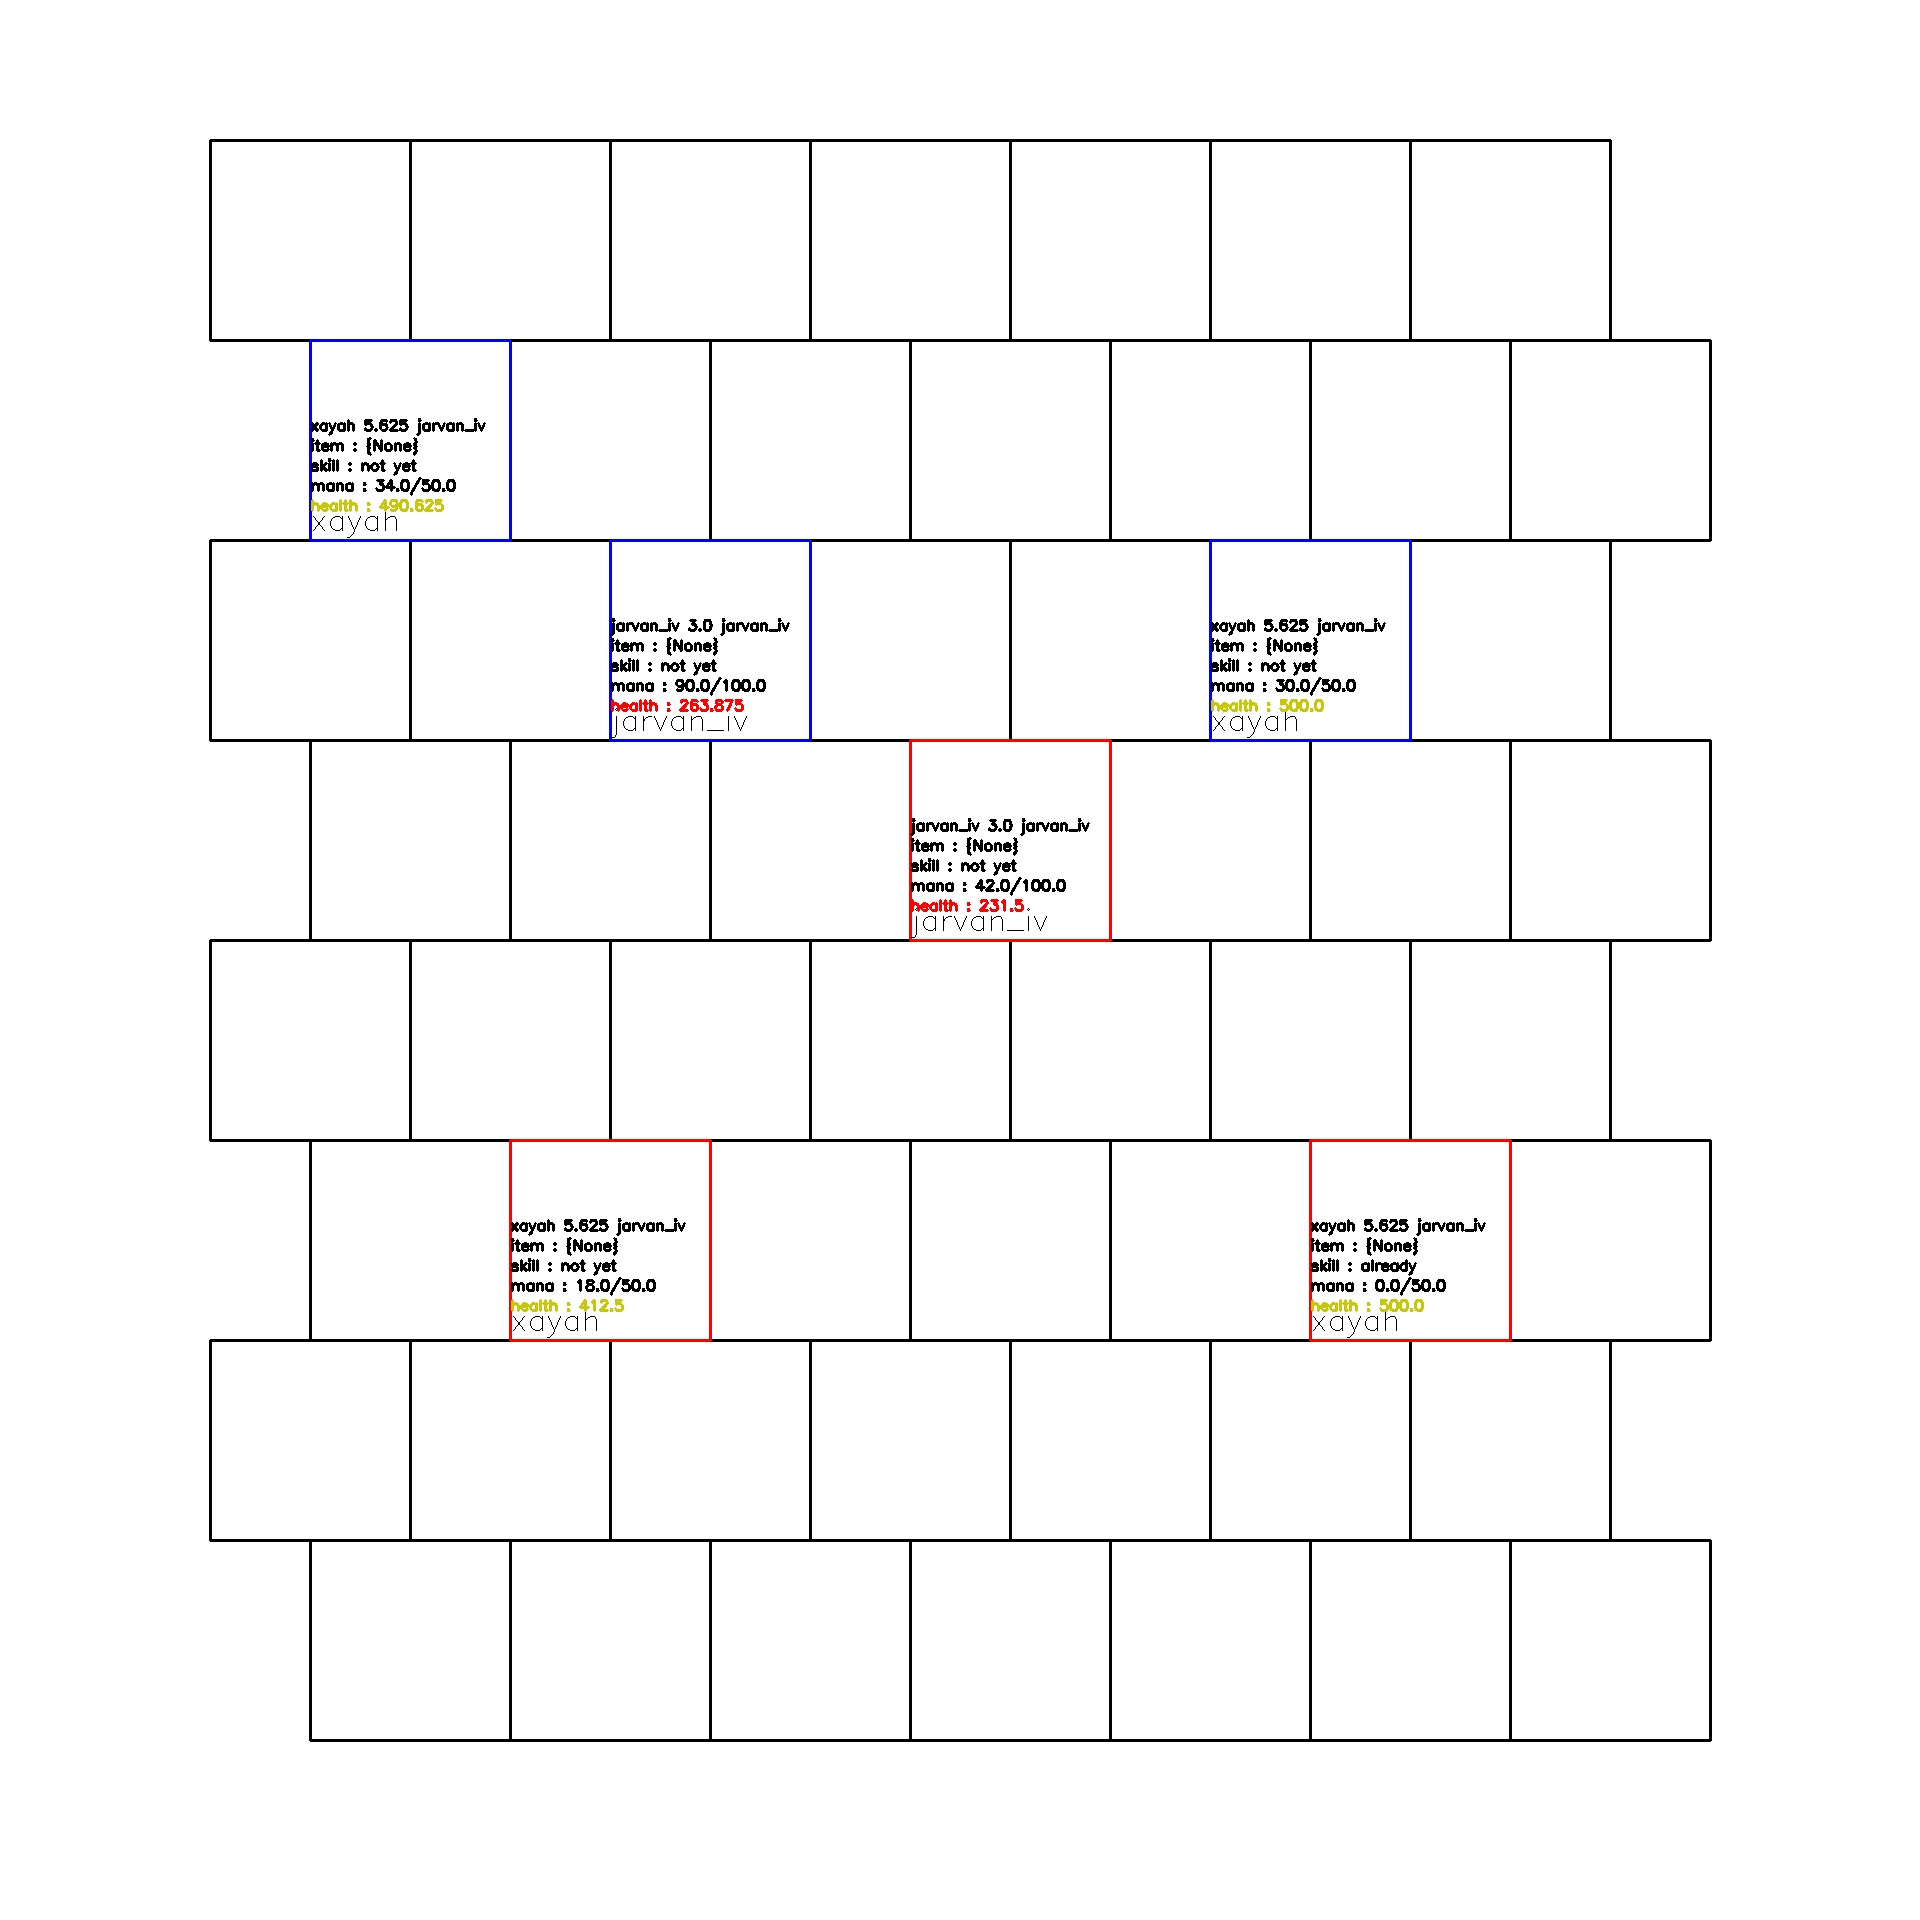 xayah 5.625 jarvan_iv
item : {None}
skill : not yet
mana : 34.0/50.0
health : 490.625
xayah
jarvan_iv 3.0 jarvan_iv
item : {None}
skill : not yet
mana : 90.0/100.0
health : 263.875
jarvan_iv
xayah 5.625 jarvan_iv
item : {None}
skill : not yet
mana : 30.0/50.0
health : 500.0
xayah
jarvan_iv 3.0 jarvan_iv
item : {None}
skill : not yet
mana : 42.0/100.0
health : 231.5
jarvan_iv
xayah 5.625 jarvan_iv
item : {None}
skill : not yet
mana : 18.0/50.0
health : 412.5
xayah
xayah 5.625 jarvan_iv
item : {None}
skill : already
mana : 0.0/50.0
health : 500.0
xayah